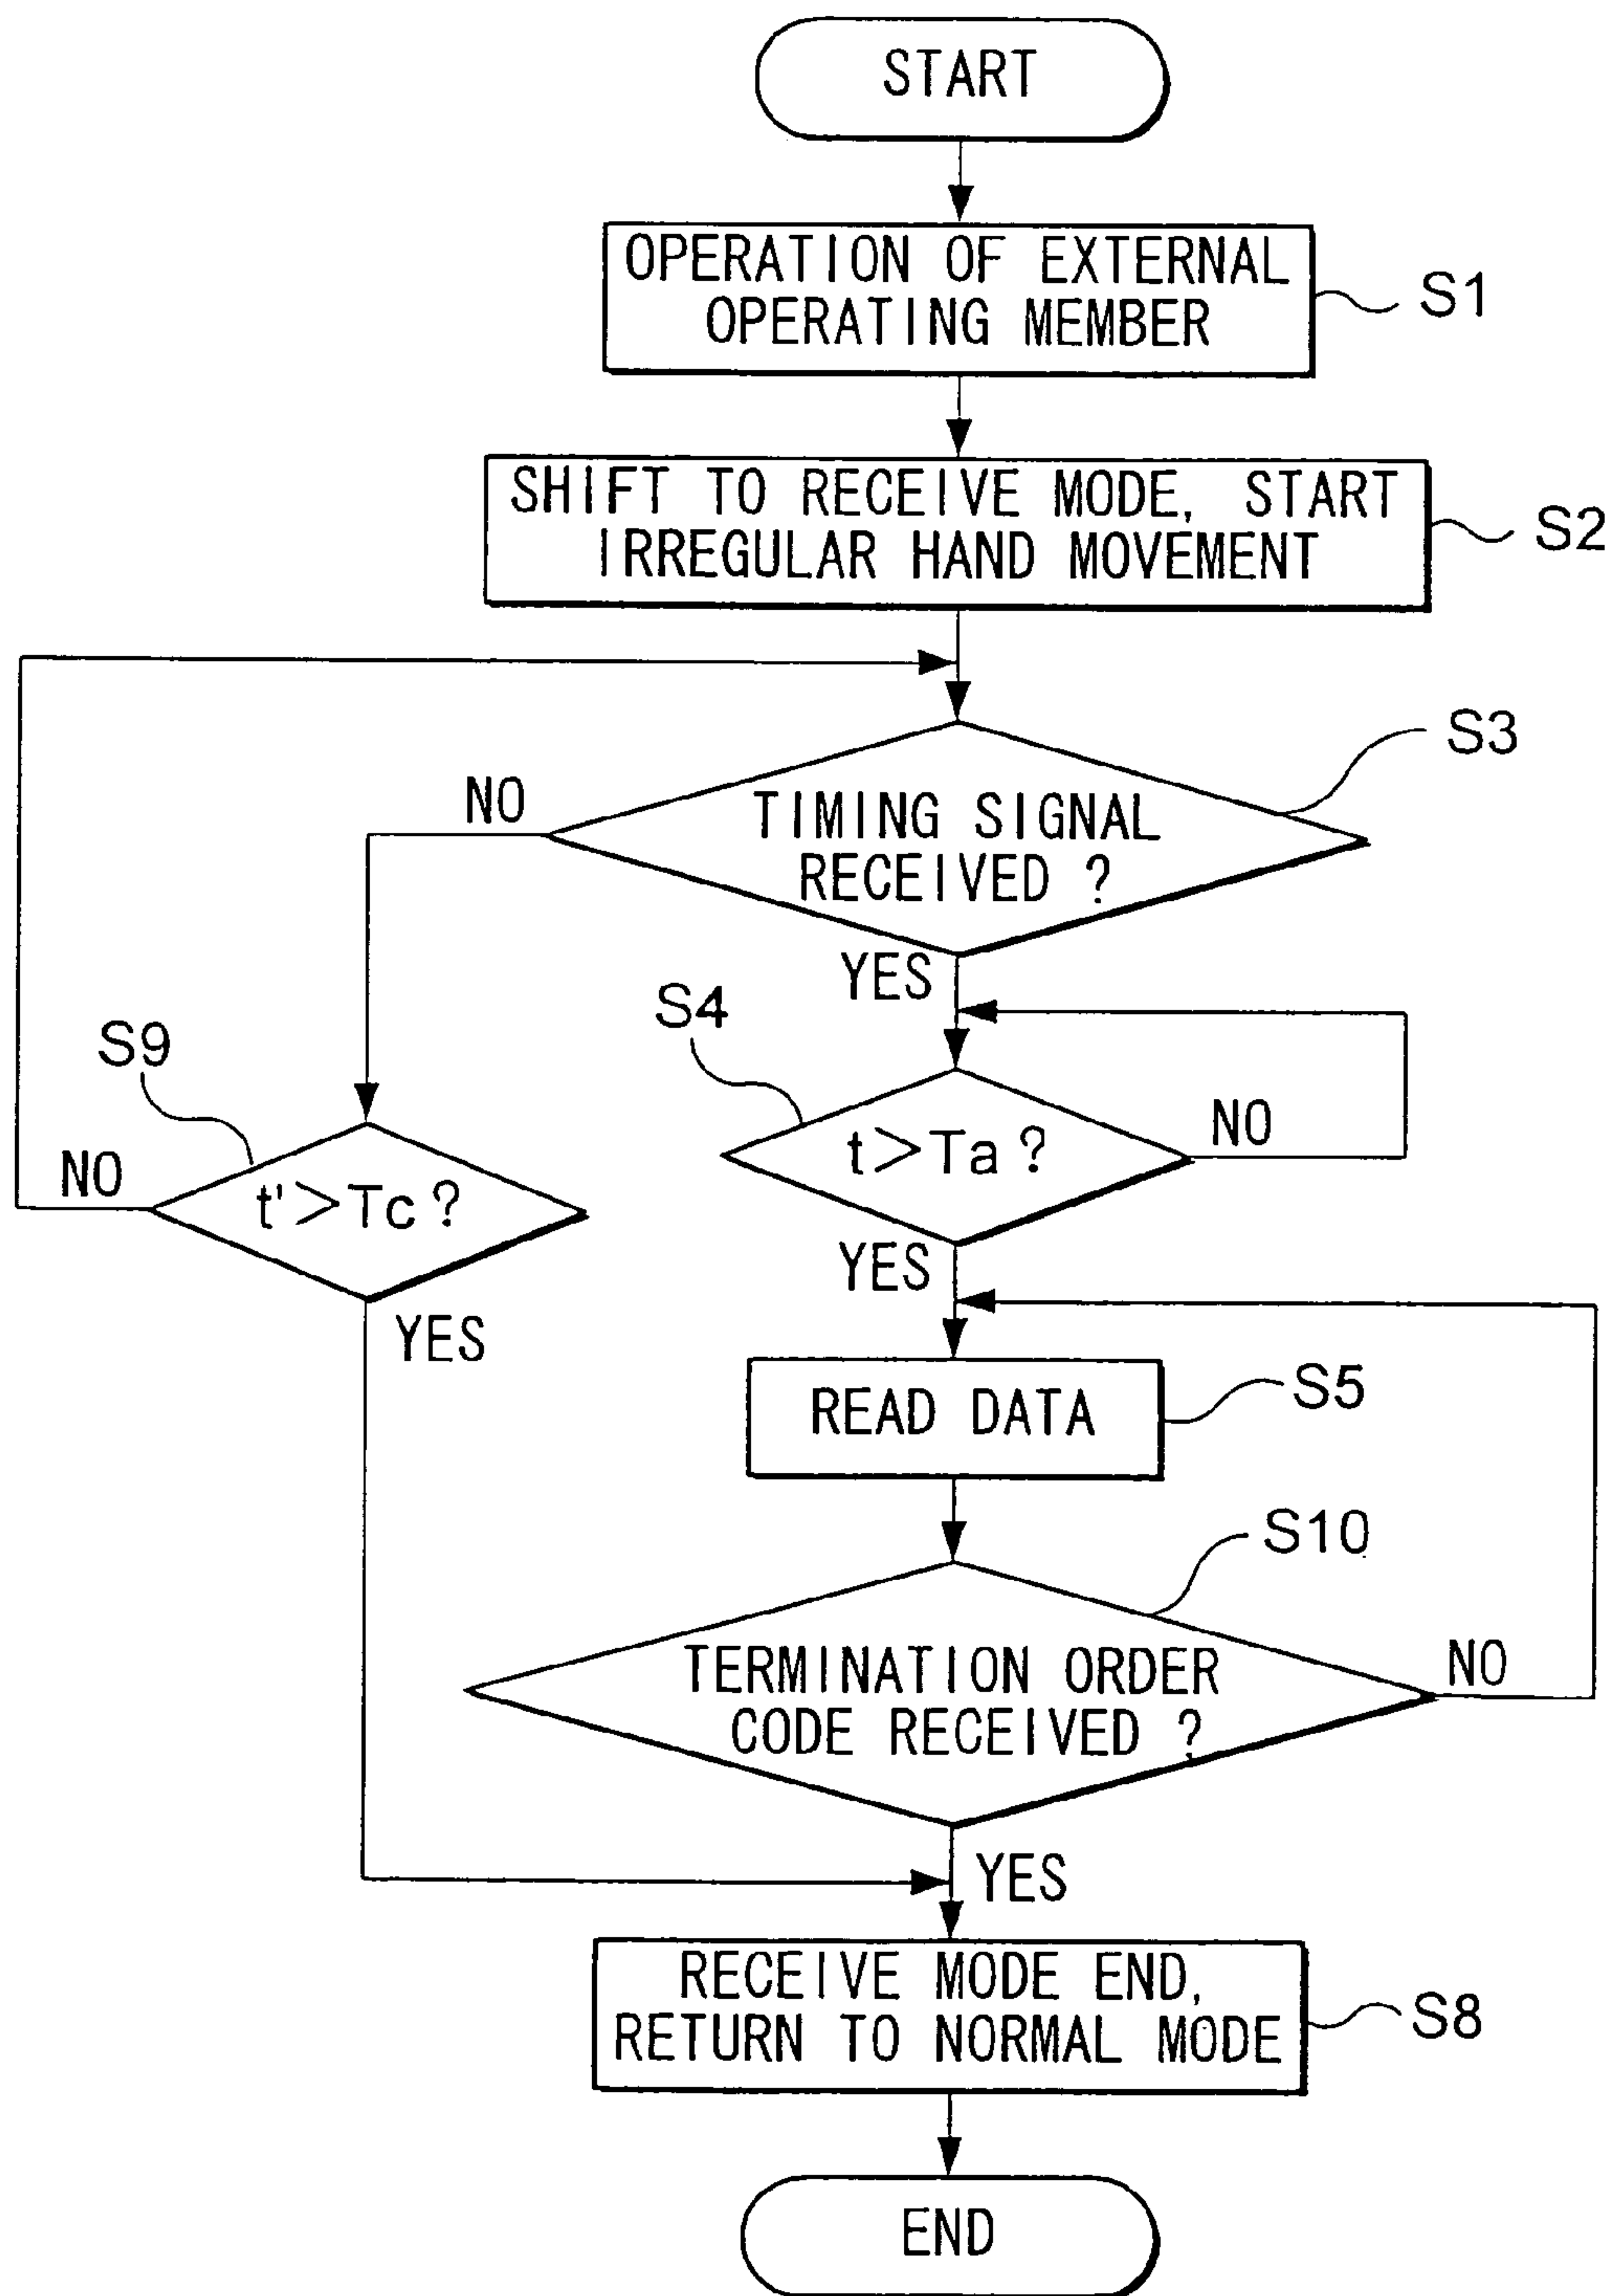 START
OPERATION OF EXTERNAL
OPERATING MEMBER
S1
SHIFT TO RECEIVE MODE, START
IRREGULAR HAND MOVEMENT
S2
S3
NO
TIMING SIGNAL
RECEIVED ?
YES
S4
S9
NO
t>Ta ?
NO
t'>Tc ?
YES
YES
READ DATA
S5
S10
TERMINATION ORDER
CODE RECEIVED ?
NO
YES
RECEIVE MODE END,
RETURN TO NORMAL MODE
S8
END